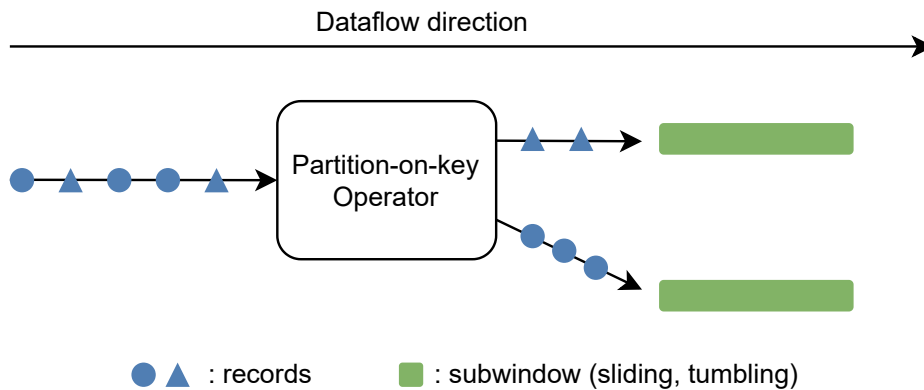 Dataflow direction
Partition-on-key
Operator
: records
: subwindow (sliding, tumbling)